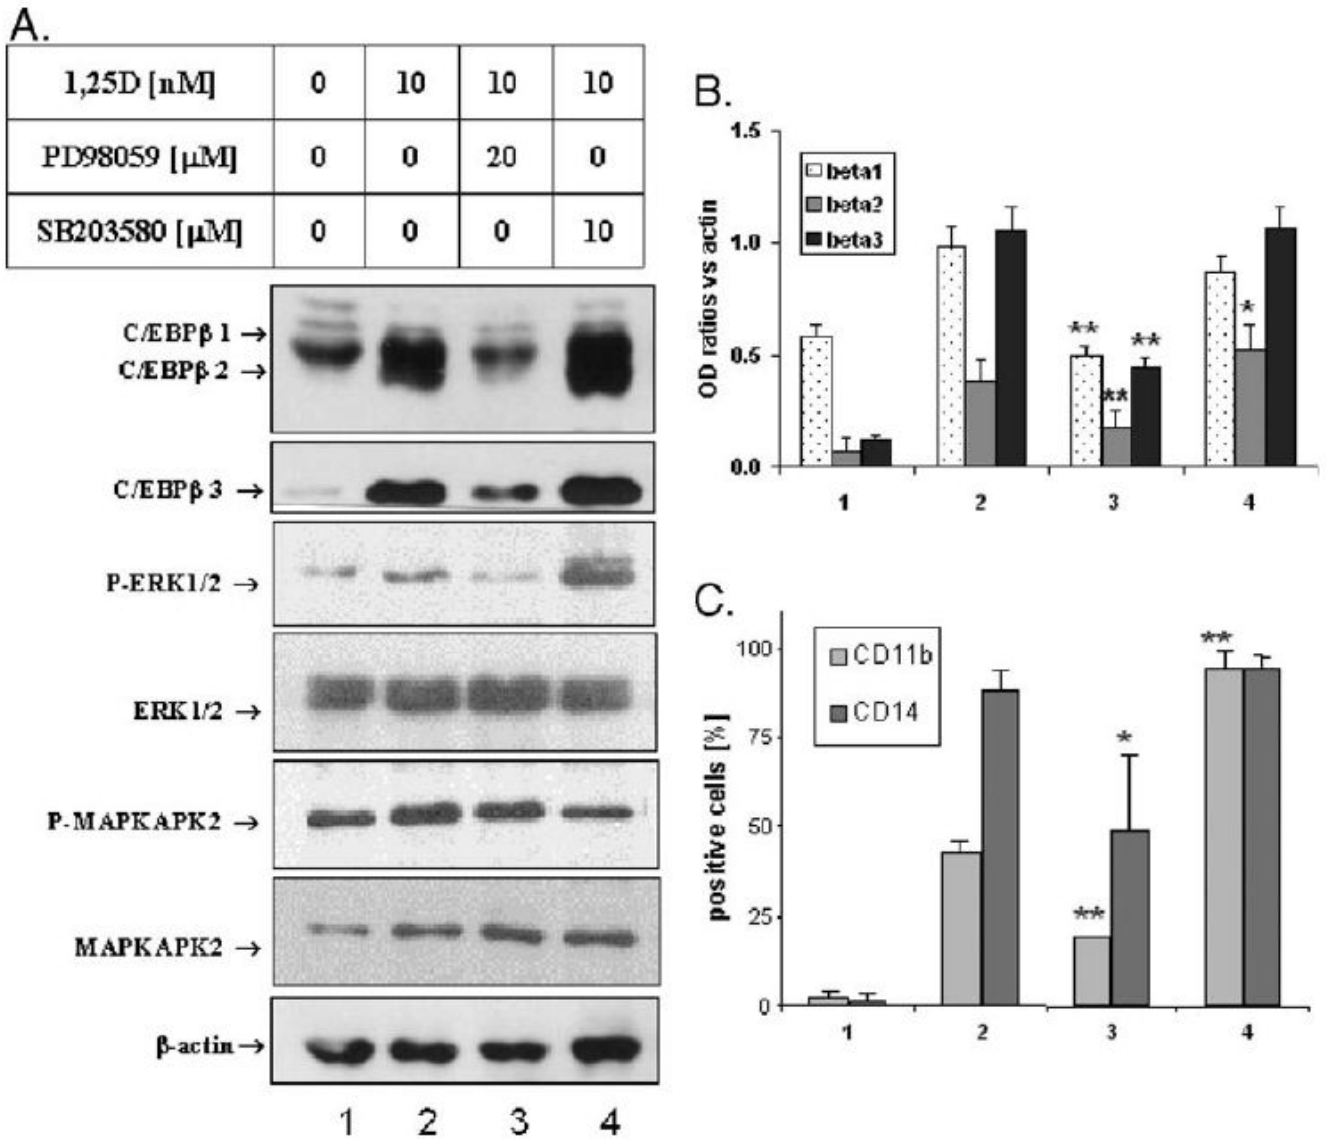 A.
1,25D [nM] 0 10 10 10
PD98059 [µM] 0 0 20 0
SB203580 [µM] 0 0 0 10
C/EBPβ 1 →
C/EBPβ 2 →
C/EBPβ 3 →
P-ERK1/2 →
ERK1/2 →
P-MAPKAPK2 →
MAPKAPK2 →
β-actin →
1 2 3 4
B.
OD ratios vs actin
1.5
1.0
0.5
0.0
beta1
beta2
beta3
** ** **
*
1 2 3 4
C.
positive cells [%]
100
75
50
25
0
CD11b
CD14
**
*
**
1 2 3 4